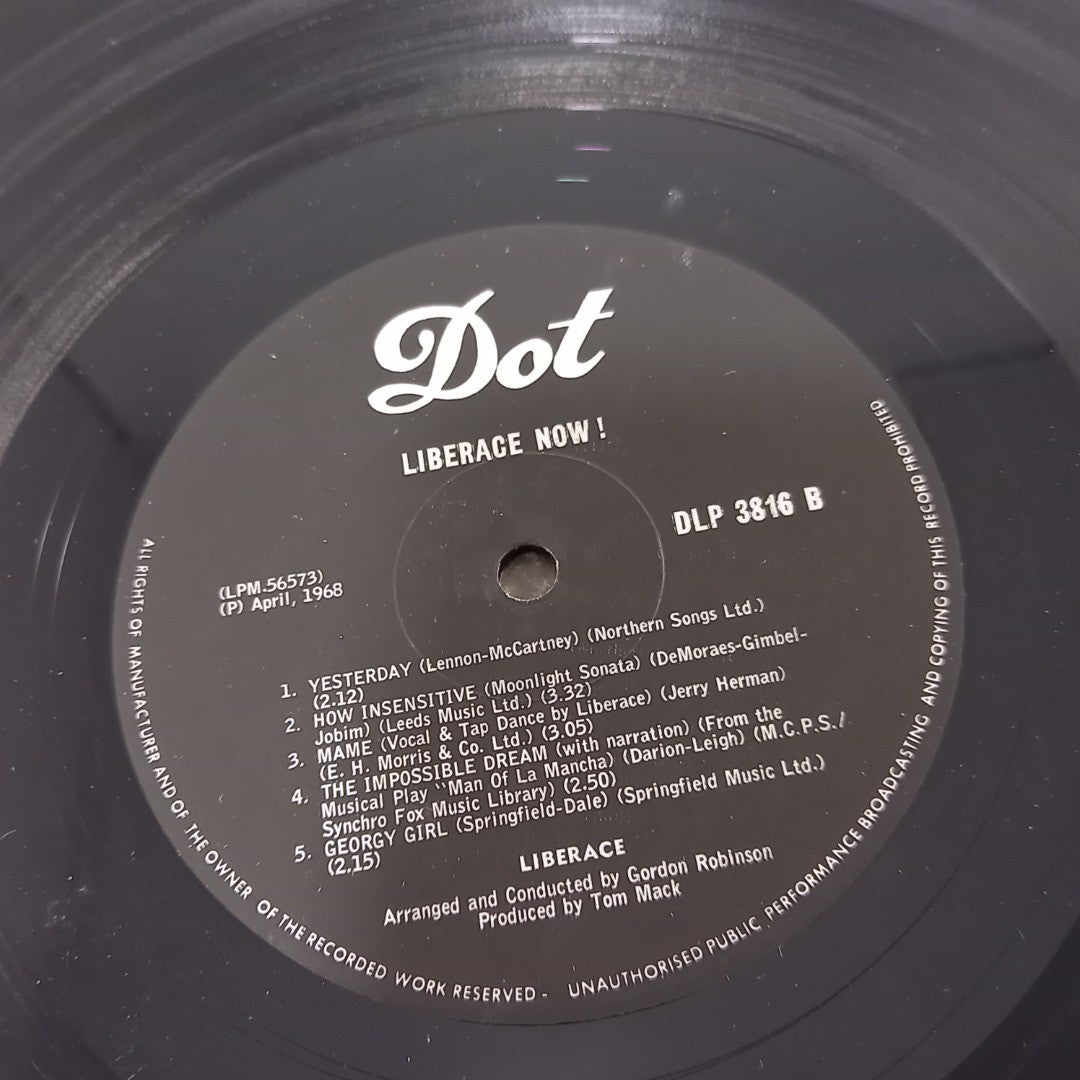 Dot
LIBERACE NOW!
DLP 3816 B
(LPM.56573)
(P) April, 1968
1. YESTERDAY (Lennon-McCartney) (Northern Songs Ltd.)
(2.12)
2. HOW INSENSITIVE (Moonlight Sonata) (DeMoraes-Gimbel-
Jobim) (Leeds Music Ltd.) (3.32)
3. MAME (Vocal & Tap Dance by Liberace) (Jerry Herman)
(E. H. Morris & Co. Ltd.) (3.05)
4. THE IMPOSSIBLE DREAM (with narration) (From the
Musical Play "Man Of La Mancha) (Darion-Leigh) (M.C.P.S./
Synchro Fox Music Library) (2.50)
5. GEORGY GIRL (Springfield-Dale) (Springfield Music Ltd.)
(2.15)
LIBERACE
Arranged and Conducted by Gordon Robinson
Produced by Tom Mack
ALL RIGHTS OF MANUFACTURER AND OF THE OWNER OF THE RECORDED WORK RESERVED - UNAUTHORISED PUBLIC PERFORMANCE BROADCASTING AND COPYING OF THIS RECORD PROHIBITED